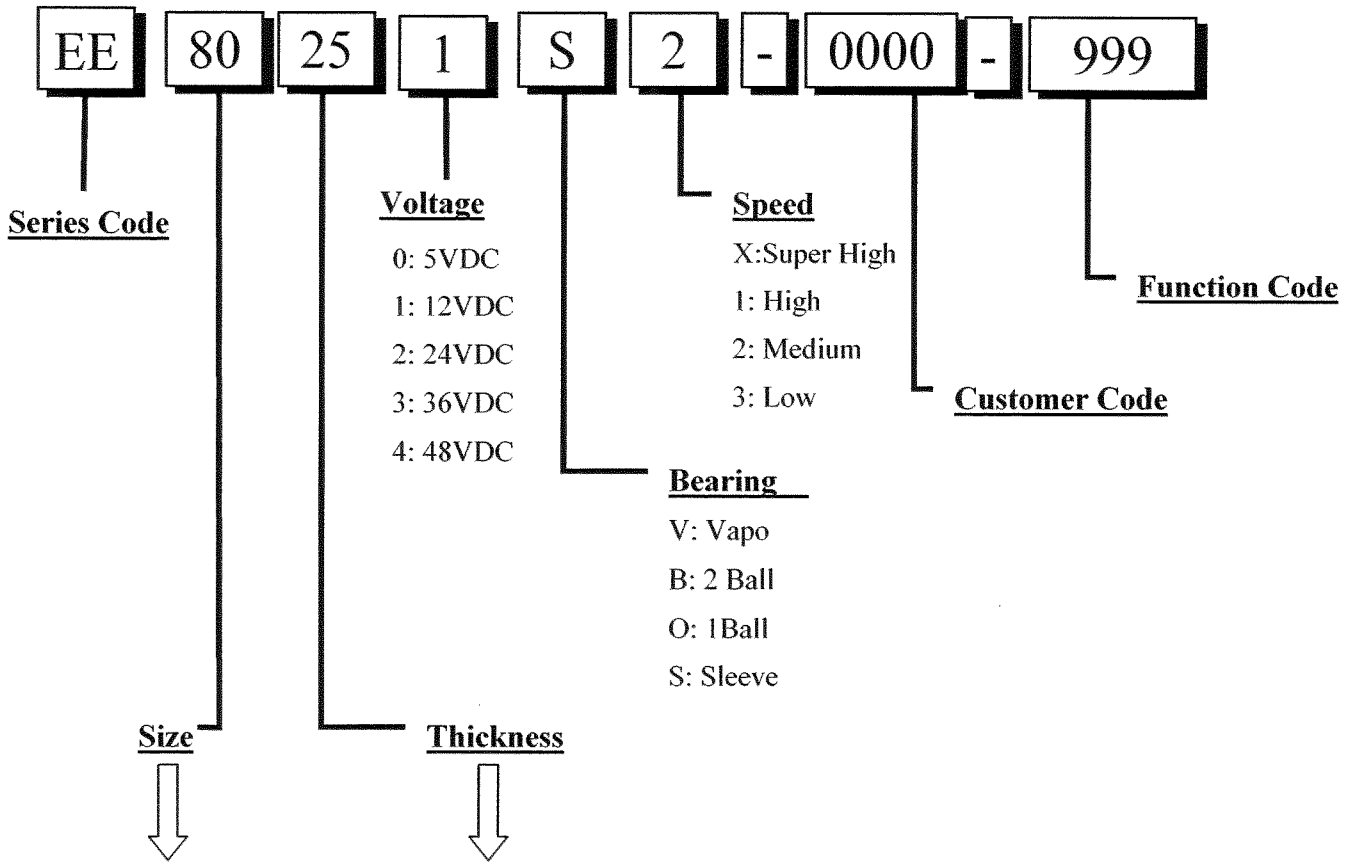 EE 80 25 1 S 2 - 0000 - 999
Series Code
Voltage
0: 5VDC
1: 12VDC
2: 24VDC
3: 36VDC
4: 48VDC
Speed
X:Super High
1: High
2: Medium
3: Low
Function Code
Customer Code
Bearing
V: Vapo
B: 2 Ball
O: 1Ball
S: Sleeve
Size
Thickness